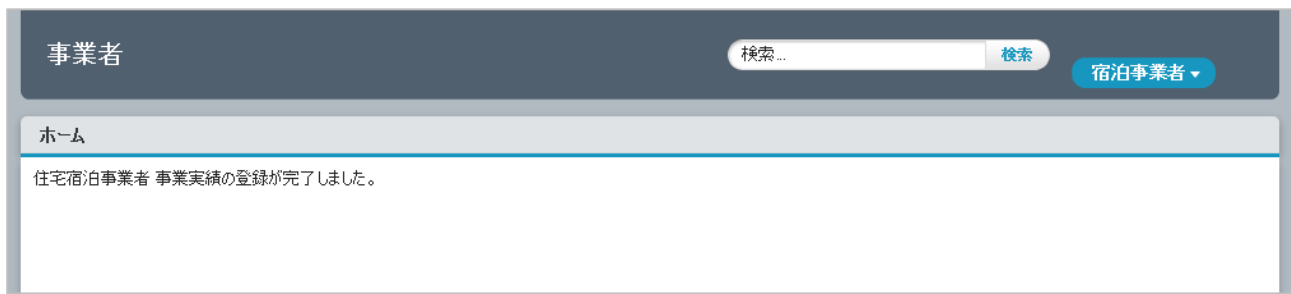 事業者
検索...
検索
宿泊事業者▼
ホーム
住宅宿泊事業者 事業実績の登録が完了しました。